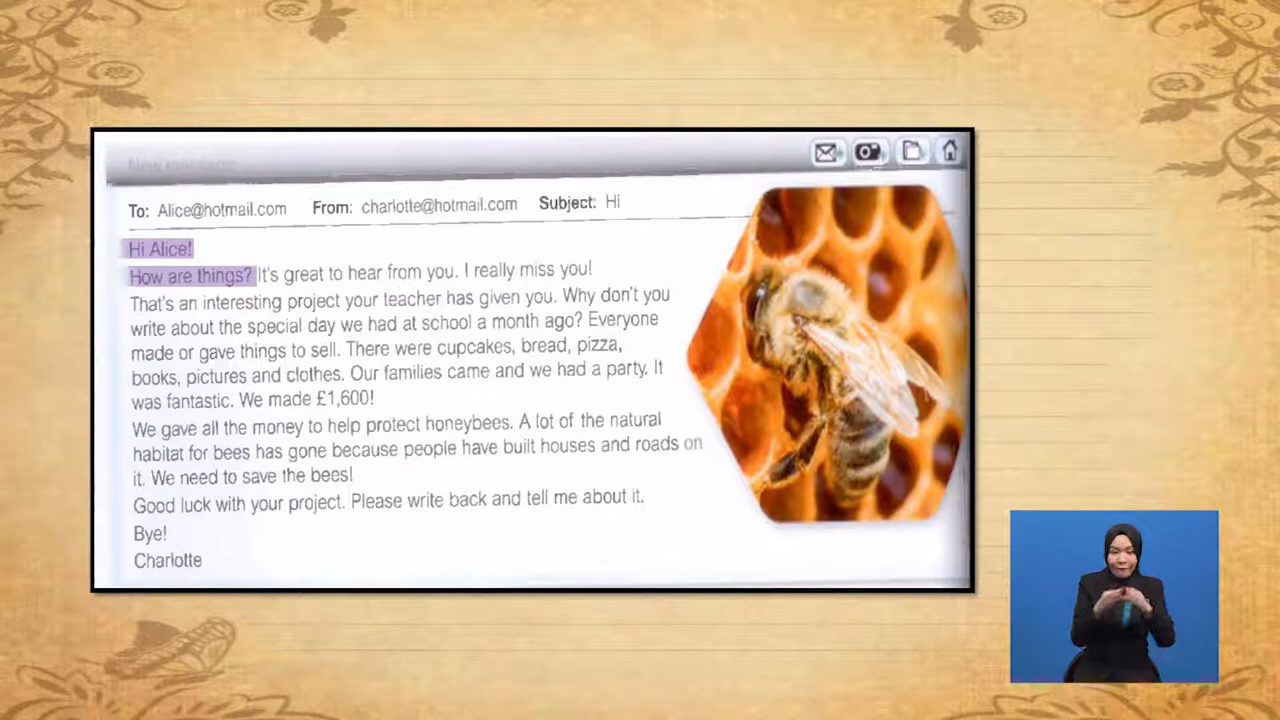 New message
To: Alice@hotmail.com From: charlotte@hotmail.com Subject: Hi
Hi Alice!
How are things? It's great to hear from you. I really miss you!
That's an interesting project your teacher has given you. Why don't you
write about the special day we had at school a month ago? Everyone
made or gave things to sell. There were cupcakes, bread, pizza,
books, pictures and clothes. Our families came and we had a party. It
was fantastic. We made £1,600!
We gave all the money to help protect honeybees. A lot of the natural
habitat for bees has gone because people have built houses and roads on
it. We need to save the bees!
Good luck with your project. Please write back and tell me about it.
Bye!
Charlotte